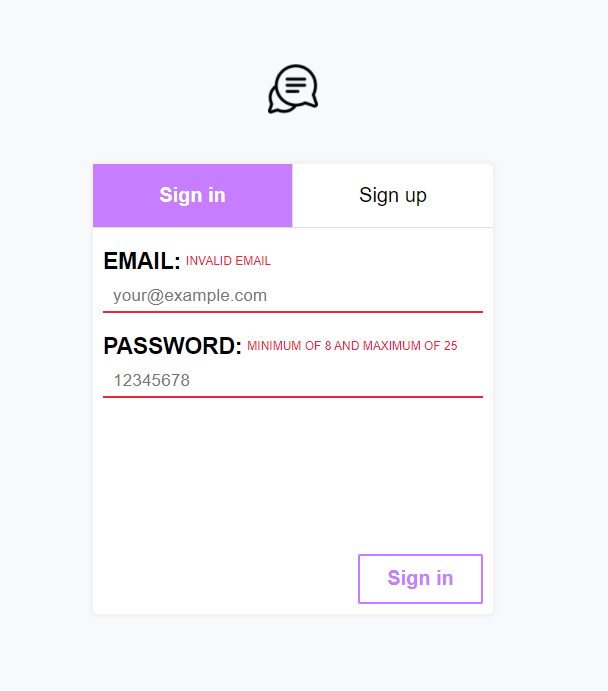 Sign in Sign up
EMAIL: INVALID EMAIL
your@example.com
PASSWORD: MINIMUM OF 8 AND MAXIMUM OF 25
12345678
Sign in